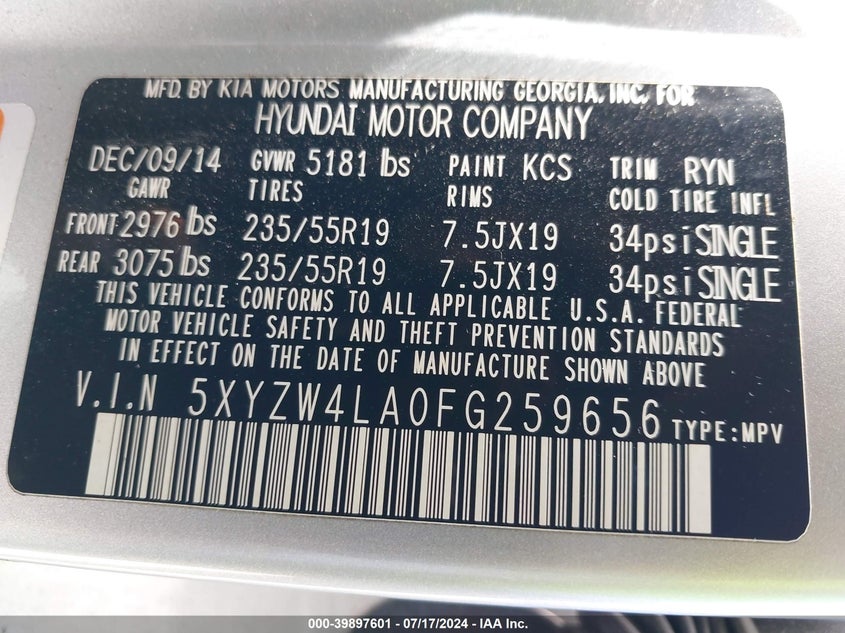 MFD. BY KIA MOTORS MANUFACTURING GEORGIA, INC. FOR
HYUNDAI MOTOR COMPANY
DEC/09/14 GVWR 5181 lbs PAINT KCS TRIM RYN
GAWR TIRES RIMS COLD TIRE INFL
FRONT 2976 lbs 235/55R19 7.5JX19 34psi SINGLE
REAR 3075 lbs 235/55R19 7.5JX19 34psi SINGLE
THIS VEHICLE CONFORMS TO ALL APPLICABLE U.S.A. FEDERAL
MOTOR VEHICLE SAFETY AND THEFT PREVENTION STANDARDS
IN EFFECT ON THE DATE OF MANUFACTURE SHOWN ABOVE
V.I.N 5XYZW4LA0FG259656 TYPE:MPV
000-39897601 - 07/17/2024 - IAA Inc.